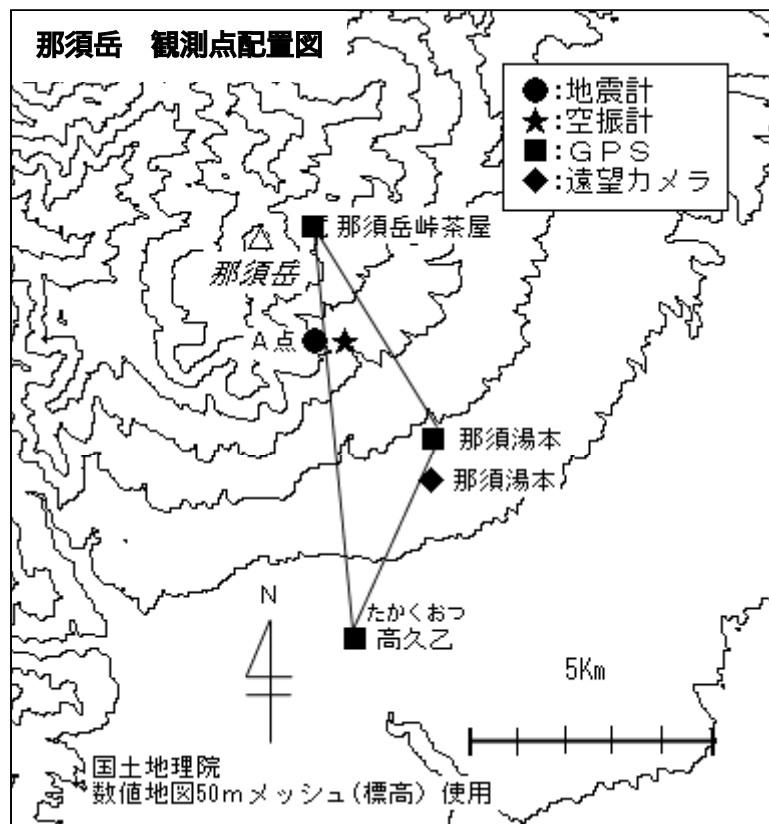 那須岳 観測点配置図
●:地震計
★:空振計
■:GPS
◆:遠望カメラ
那須岳峠茶屋
那須岳
A点
那須湯本
那須湯本
たかくおつ
高久乙
N
5Km
国土地理院
数値地図50mメッシュ(標高) 使用